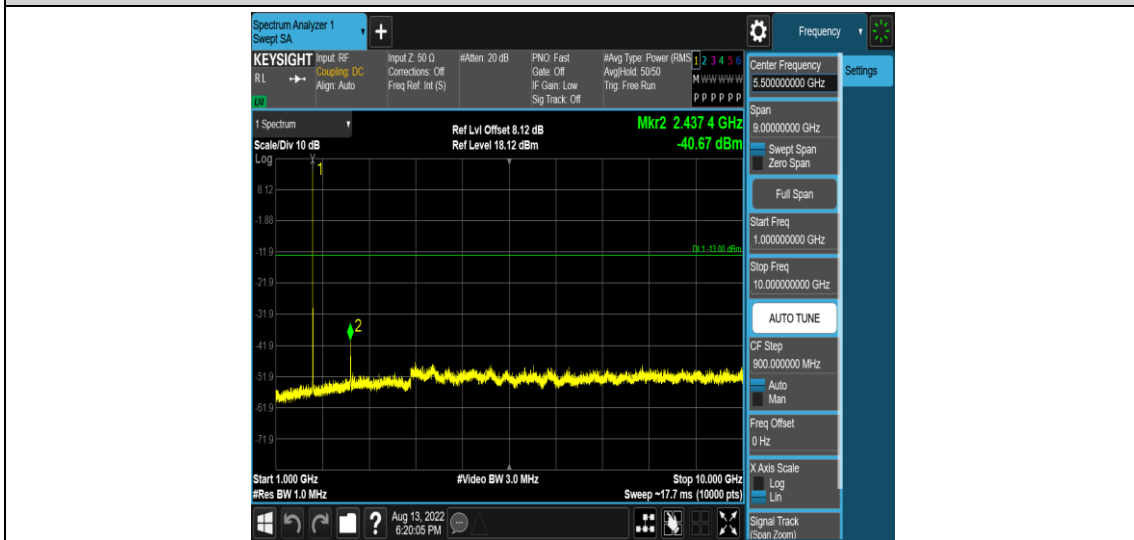 Spectrum Analyzer 1
Swept SA
Frequency
KEYSIGHT
R L
Input: RF
Coupling: DC
Align: Auto
Input Z: 50 Ω
Corrections: Off
Freq Ref: Int (S)
#Atten: 20 dB
PNO: Fast
Gate: Off
IF Gain: Low
Sig Track: Off
#Avg Type: Power (RMS
Avg|Hold: 50/50
Trig: Free Run
1 2 3 4 5 6
M W W W W W
P P P P P P
1 Spectrum
Scale/Div 10 dB
Log
Ref Lvl Offset 8.12 dB
Ref Level 18.12 dBm
Mkr2 2.437 4 GHz
-40.67 dBm
1
8.12
-1.88
-11.9
DL1 -13.00 dBm
-21.9
-31.9
2
-41.9
-51.9
-61.9
-71.9
Start 1.000 GHz
#Res BW 1.0 MHz
#Video BW 3.0 MHz
Stop 10.000 GHz
Sweep ~17.7 ms (10000 pts)
?
Aug 13, 2022
6:20:05 PM
Center Frequency
5.500000000 GHz
Settings
Span
9.00000000 GHz
Swept Span
Zero Span
Full Span
Start Freq
1.000000000 GHz
Stop Freq
10.000000000 GHz
AUTO TUNE
CF Step
900.000000 MHz
Auto
Man
Freq Offset
0 Hz
X Axis Scale
Log
Lin
Signal Track
(Span Zoom)